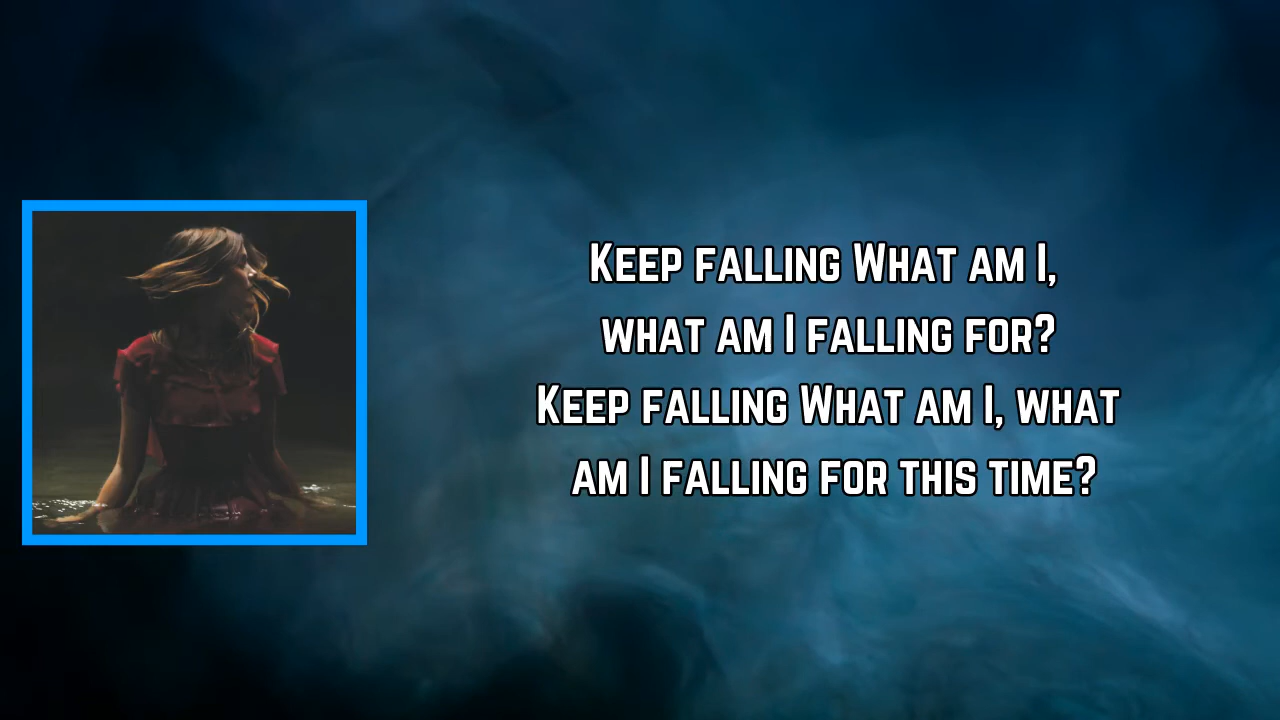 Keep falling What am I,
what am I falling for?
Keep falling What am I, what
am I falling for this time?